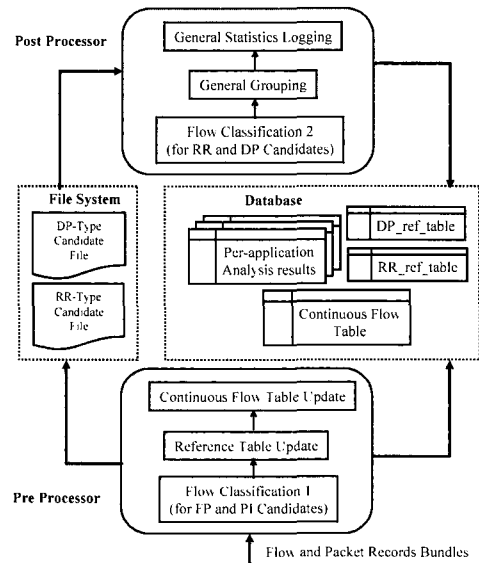 Post Processor
General Statistics Logging
General Grouping
Flow Classification 2
(for RR and DP Candidates)
File System
DP-Type
Candidate
File
RR-Type
Candidate
File
Database
Per-application
Analysis results
DP_ref_table
RR_ref_table
Continuous Flow
Table
Continuous Flow Table Update
Reference Table Update
Flow Classification 1
(for FP and PI Candidates)
Pre Processor
Flow and Packet Records Bundles